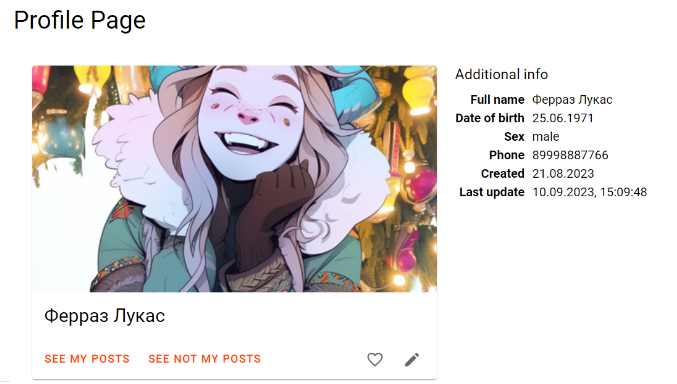 Profile Page
Additional info
Full name Ферраз Лукас
Date of birth 25.06.1971
Sex male
Phone 89998887766
Created 21.08.2023
Last update 10.09.2023, 15:09:48
Ферраз Лукас
SEE MY POSTS SEE NOT MY POSTS